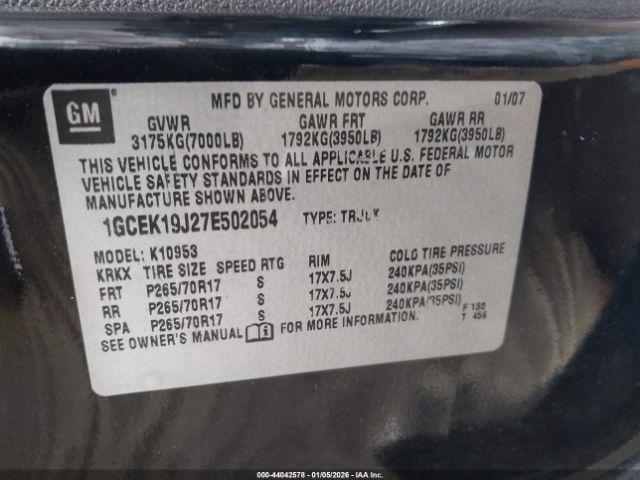 GM
MFD BY GENERAL MOTORS CORP. 01/07
GVWR GAWR FRT GAWR RR
3175KG(7000LB) 1792KG(3950LB) 1792KG(3950LB)
THIS VEHICLE CONFORMS TO ALL APPLICABLE U.S. FEDERAL MOTOR
VEHICLE SAFETY STANDARDS IN EFFECT ON THE DATE OF
MANUFACTURE SHOWN ABOVE.
1GCEK19J27E502054 TYPE: TRUCK
MODEL: K10953
KRKX TIRE SIZE SPEED RTG RIM COLD TIRE PRESSURE
FRT P265/70R17 S 17X7.5J 240KPA(35PSI)
RR P265/70R17 S 17X7.5J 240KPA(35PSI)
SPA P265/70R17 S 17X7.5J 240KPA(35PSI)
SEE OWNER'S MANUAL FOR MORE INFORMATION. F 130
T 456
000-44042578 - 01/05/2026 - IAA Inc.